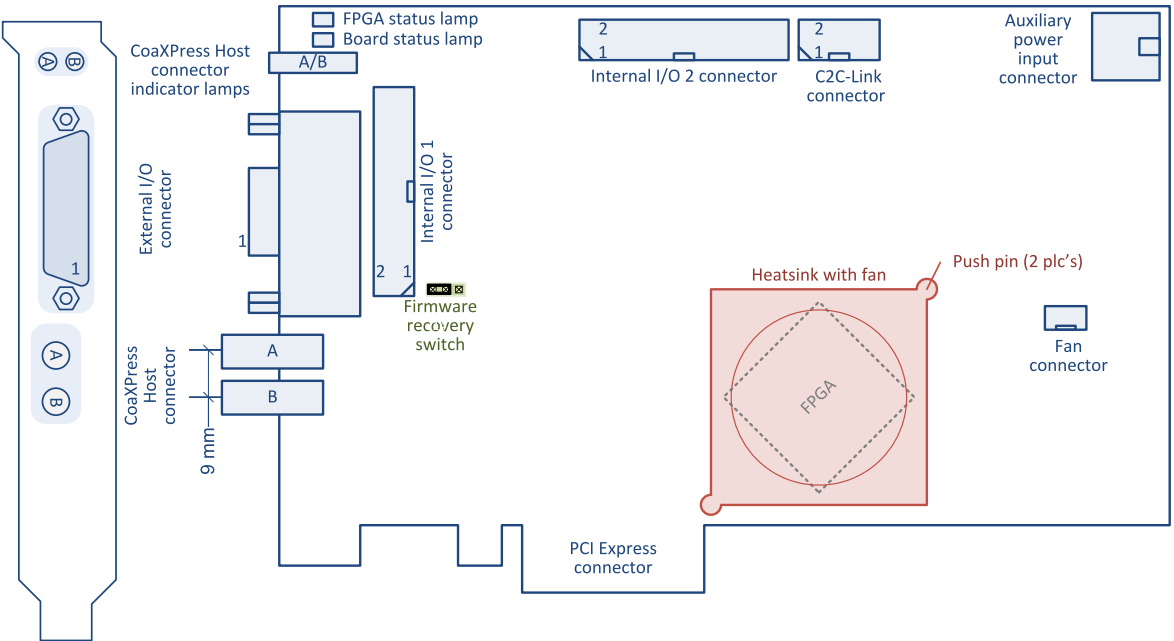 FPGA status lamp
Board status lamp
CoaXPress Host
connector
indicator lamps
A/B
A
B
2
1
Internal I/O 2 connector
2
1
C2C-Link
connector
Auxiliary
power
input
connector
External I/O
connector
1
1
Internal I/O 1
connector
2
1
Firmware
recovery
switch
Heatsink with fan
Push pin (2 plc's)
FPGA
Fan
connector
A
B
CoaXPress
Host
connector
A
B
9 mm
PCI Express
connector